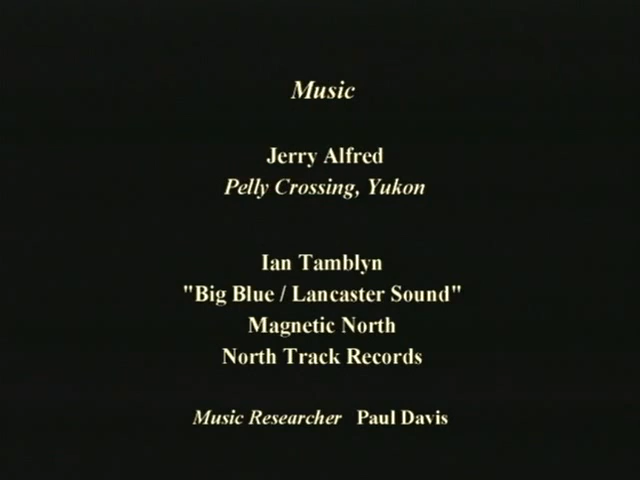 Music
Jerry Alfred
Pelly Crossing, Yukon
Ian Tamblyn
"Big Blue / Lancaster Sound"
Magnetic North
North Track Records
Music Researcher Paul Davis